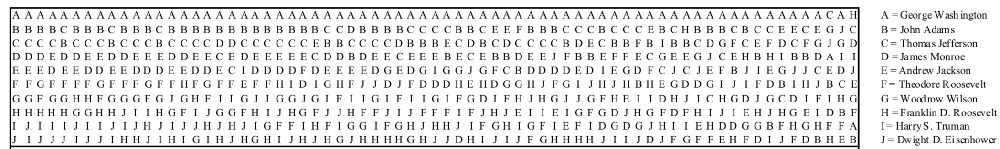 A A A A A A A A A A A A A A A A A A A A A A A A A A A A A A A A A A A A A A A A A A A A A A A A A A A A A A A A A A A A A A A A A A A A C A H A = George Washington
B B B B C B B B C B B B C B B B B B B B B B B B B B C C D B B B B C C C C B B C E E F B B B C C C B C C C E B C H B B B C B C C E E C E G J C B = John Adams
C C C C B C C C B C C C B C C C C D D C C C C C C E B B C C C C D B B B E C D B C D C C C C B D E C B B F B I B B C D G F C E F D C F G J G D C = Thomas Jefferson
D D D E D D E E D D E E E D D E E C E D E E E E E C D D B D E E C E E E B E C E B B D E E J F B B E F F E C G E E G J C E H B H I B B D A I I D = James Monroe
E E E D E E D D E E D D D E E D D E C I D D D D F D E E E E D G E D G I G G J G F C B D D D D E D I E G D F C J C J E F B J I E G J J C E D J E = Andrew Jackson
F F G F F F F G F F F G F F H F G F F E F F H I D I G H F J J D J F D D D H E H D G G H J F G I J H J H B H E G D D G I J I F D B I H J B C E F = Theodore Roosevelt
G G F G G H H F G G G F G J G H F I I G J J G G J G I F I I G I F I I G I F G D I F H J H G J J G F H E I I D H J I C H G D J G C D I F I H G G = Woodrow Wilson
H H H H H G G H H J I I H G F I J G G F H I J H G F J J H F F J I J F F F I F J H J E I I E I G F G D J H G F D F H I J I E H J H G E I D B F H = Franklin D. Roosevelt
I J I I I J I I J I J H J I J J H J H J I G F F I H F I G G I F G H J H H J I F G H I G F I E F I D G D G J H I I E H D D G G B F H G H F F A I = Harry S. Truman
J I J J J I J J I H H J I H I G I H J H G H I J H J H G J H H H H G H J J D H I J I J F G H H H H J I I J D J F G F F E H F D I J F D B H E B J = Dwight D. Eisenhower